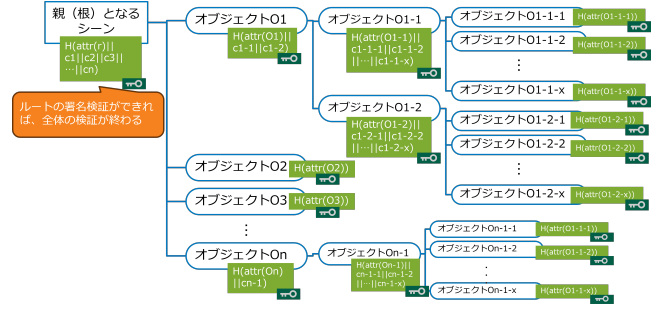 親（根）となる
シーン
H(attr(r)||
c1||c2||c3||
…||cn)
ルートの署名検証ができれ
ば、全体の検証が終わる
オブジェクトO1
H(attr(O1)||
c1-1||c1-2)
オブジェクトO1-1
H(attr(O1-1)||
c1-1-1||c1-1-2
||…||c1-1-x)
オブジェクトO1-1-1
H(attr(O1-1-1))
オブジェクトO1-1-2
H(attr(O1-1-2))
⋮
オブジェクトO1-1-x
H(attr(O1-1-x))
オブジェクトO1-2
H(attr(O1-2)||
c1-2-1||c1-2-2
||…||c1-2-x)
オブジェクトO1-2-1
H(attr(O1-2-1))
オブジェクトO1-2-2
H(attr(O1-2-2))
⋮
オブジェクトO1-2-x
H(attr(O1-2-x))
オブジェクトO2
H(attr(O2))
オブジェクトO3
H(attr(O3))
⋮
オブジェクトOn
H(attr(On)
||cn-1)
オブジェクトOn-1
H(attr(On-1)||
cn-1-1||cn-1-2
||…||cn-1-x)
オブジェクトOn-1-1
H(attr(O1-1-1))
オブジェクトOn-1-2
H(attr(O1-1-2))
⋮
オブジェクトOn-1-x
H(attr(O1-1-x))